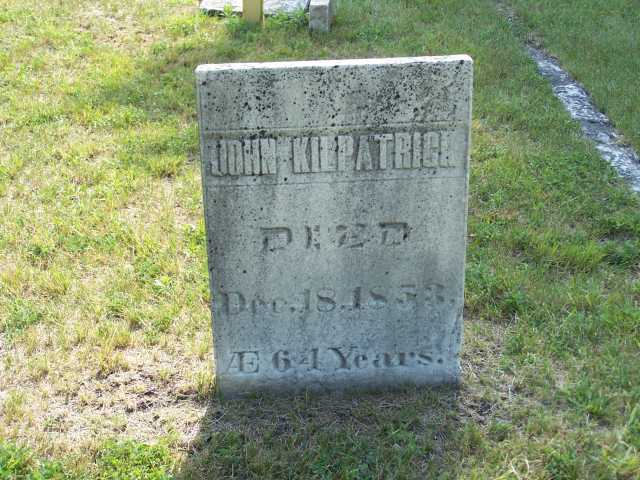 JOHN KILPATRICK
DIED
Dec. 18. 1853.
Æ 64 Years.